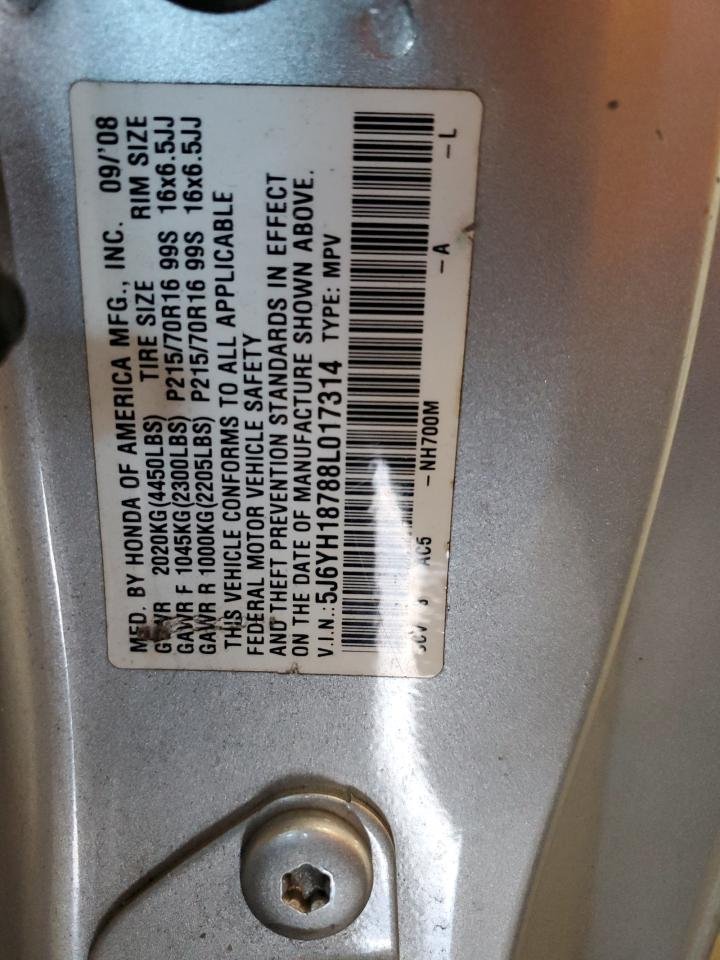 MFD. BY HONDA OF AMERICA MFG., INC. 09/'08
GVWR 2020KG(4450LBS) TIRE SIZE RIM SIZE
GAWR F 1045KG(2300LBS) P215/70R16 99S 16x6.5JJ
GAWR R 1000KG(2205LBS) P215/70R16 99S 16x6.5JJ
THIS VEHICLE CONFORMS TO ALL APPLICABLE
FEDERAL MOTOR VEHICLE SAFETY
AND THEFT PREVENTION STANDARDS IN EFFECT
ON THE DATE OF MANUFACTURE SHOWN ABOVE.
V.I.N.:5J6YH18788L017314 TYPE: MPV
AC5 -NH700M -A -L